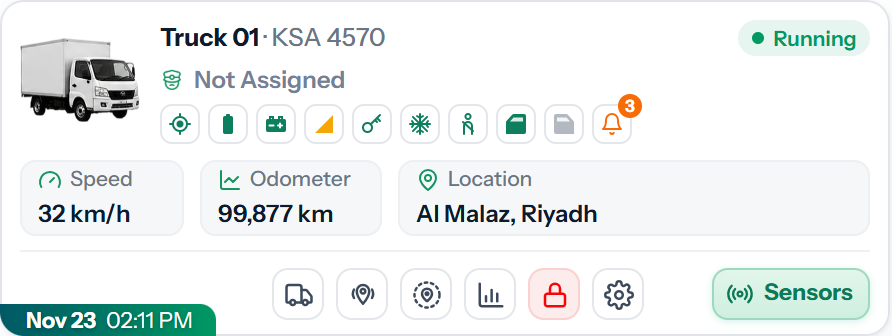 Truck 01 · KSA 4570
Running
Not Assigned
3
Speed
32 km/h
Odometer
99,877 km
Location
Al Malaz, Riyadh
Sensors
Nov 23 02:11 PM